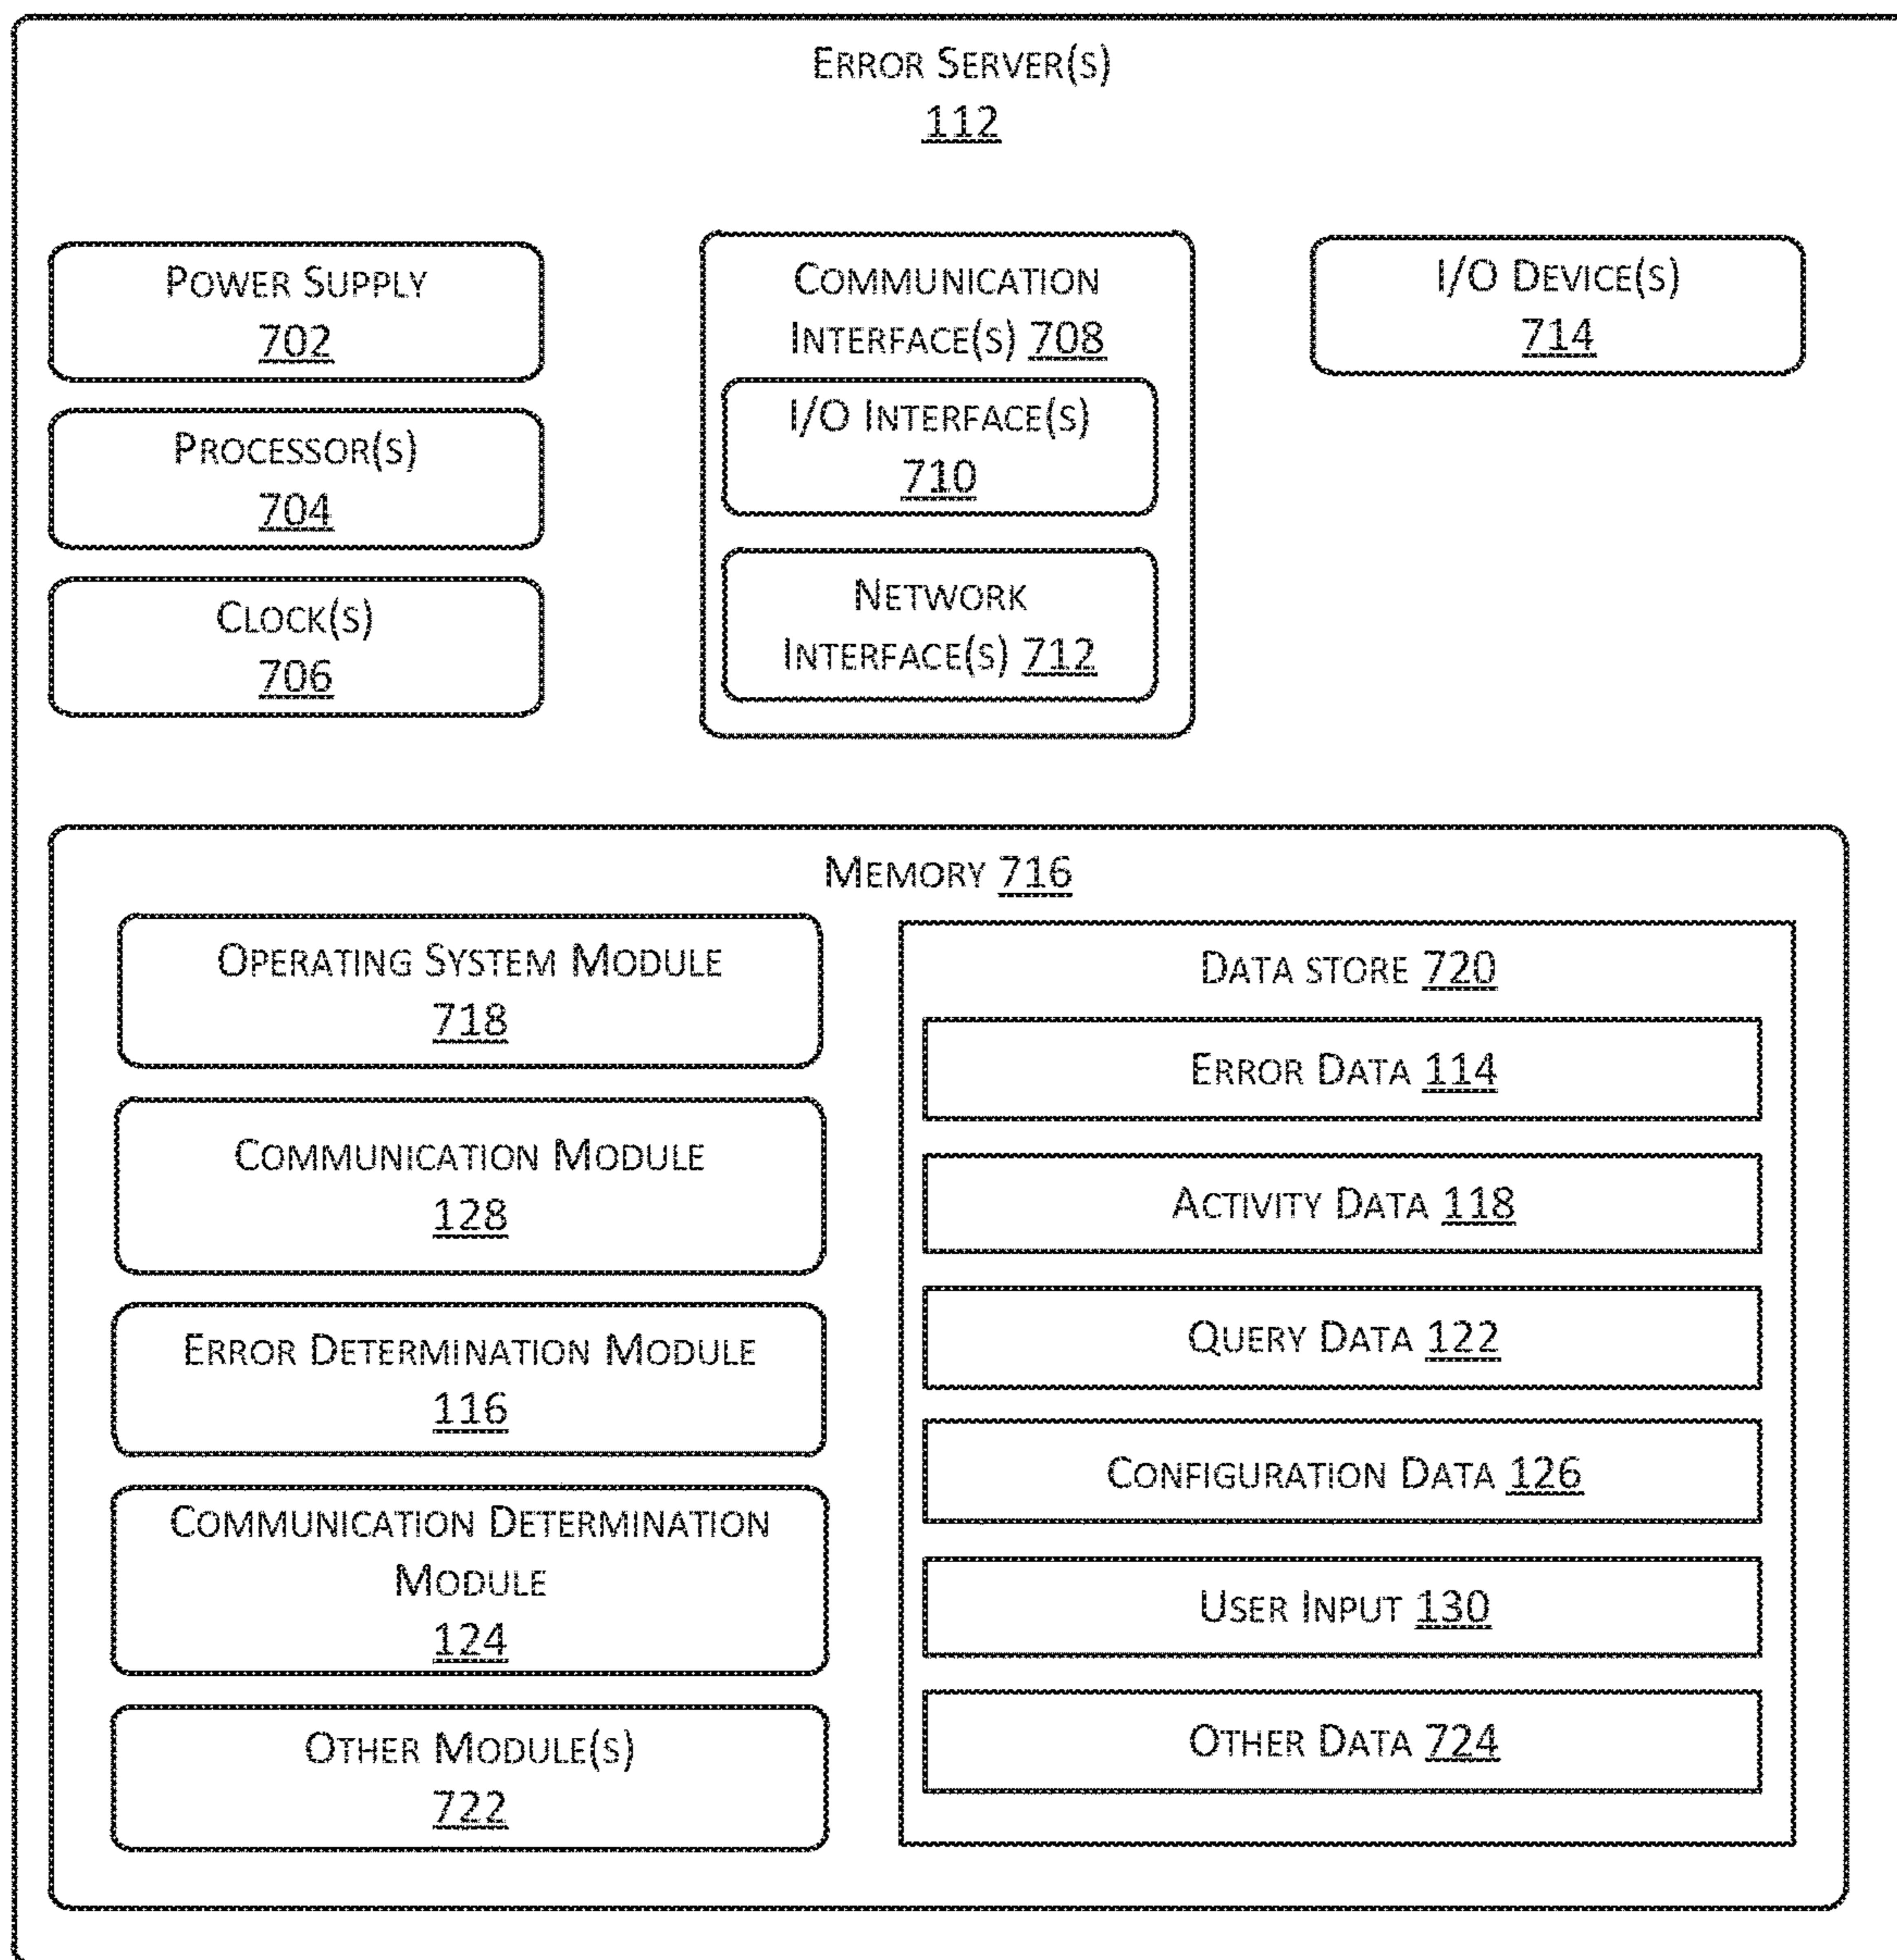 ERROR SERVER(S)
112
POWER SUPPLY
702
PROCESSOR(S)
704
CLOCK(S)
706
COMMUNICATION
INTERFACE(S) 708
I/O INTERFACE(S)
710
NETWORK
INTERFACE(S) 712
I/O DEVICE(S)
714
MEMORY 716
OPERATING SYSTEM MODULE
718
COMMUNICATION MODULE
128
ERROR DETERMINATION MODULE
116
COMMUNICATION DETERMINATION
MODULE
124
OTHER MODULE(S)
722
DATA STORE 720
ERROR DATA 114
ACTIVITY DATA 118
QUERY DATA 122
CONFIGURATION DATA 126
USER INPUT 130
OTHER DATA 724